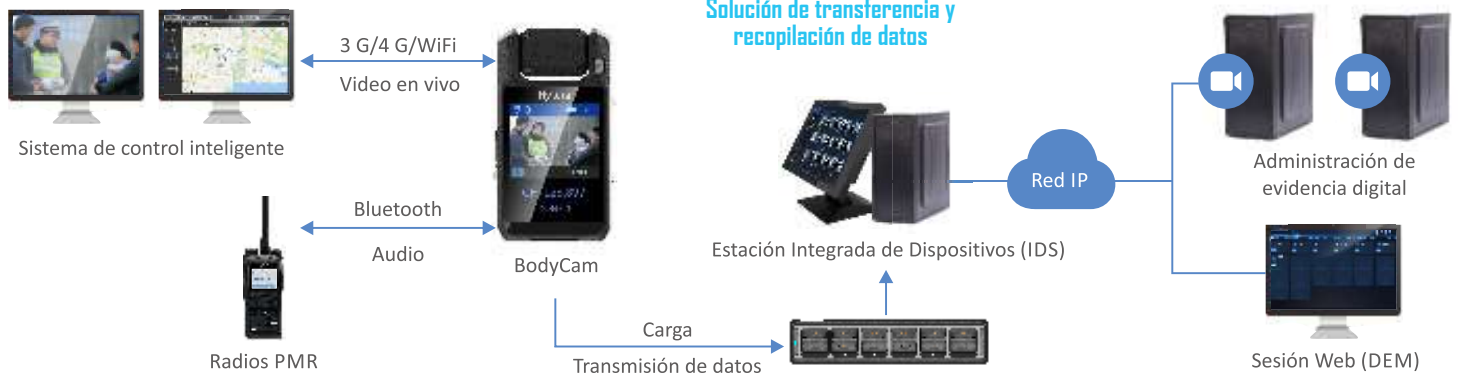 Solución de transferencia y
recopilación de datos
3 G/4 G/WiFi
Video en vivo
Sistema de control inteligente
Bluetooth
Audio
Radios PMR
BodyCam
Carga
Transmisión de datos
Estación Integrada de Dispositivos (IDS)
Red IP
Administración de
evidencia digital
Sesión Web (DEM)